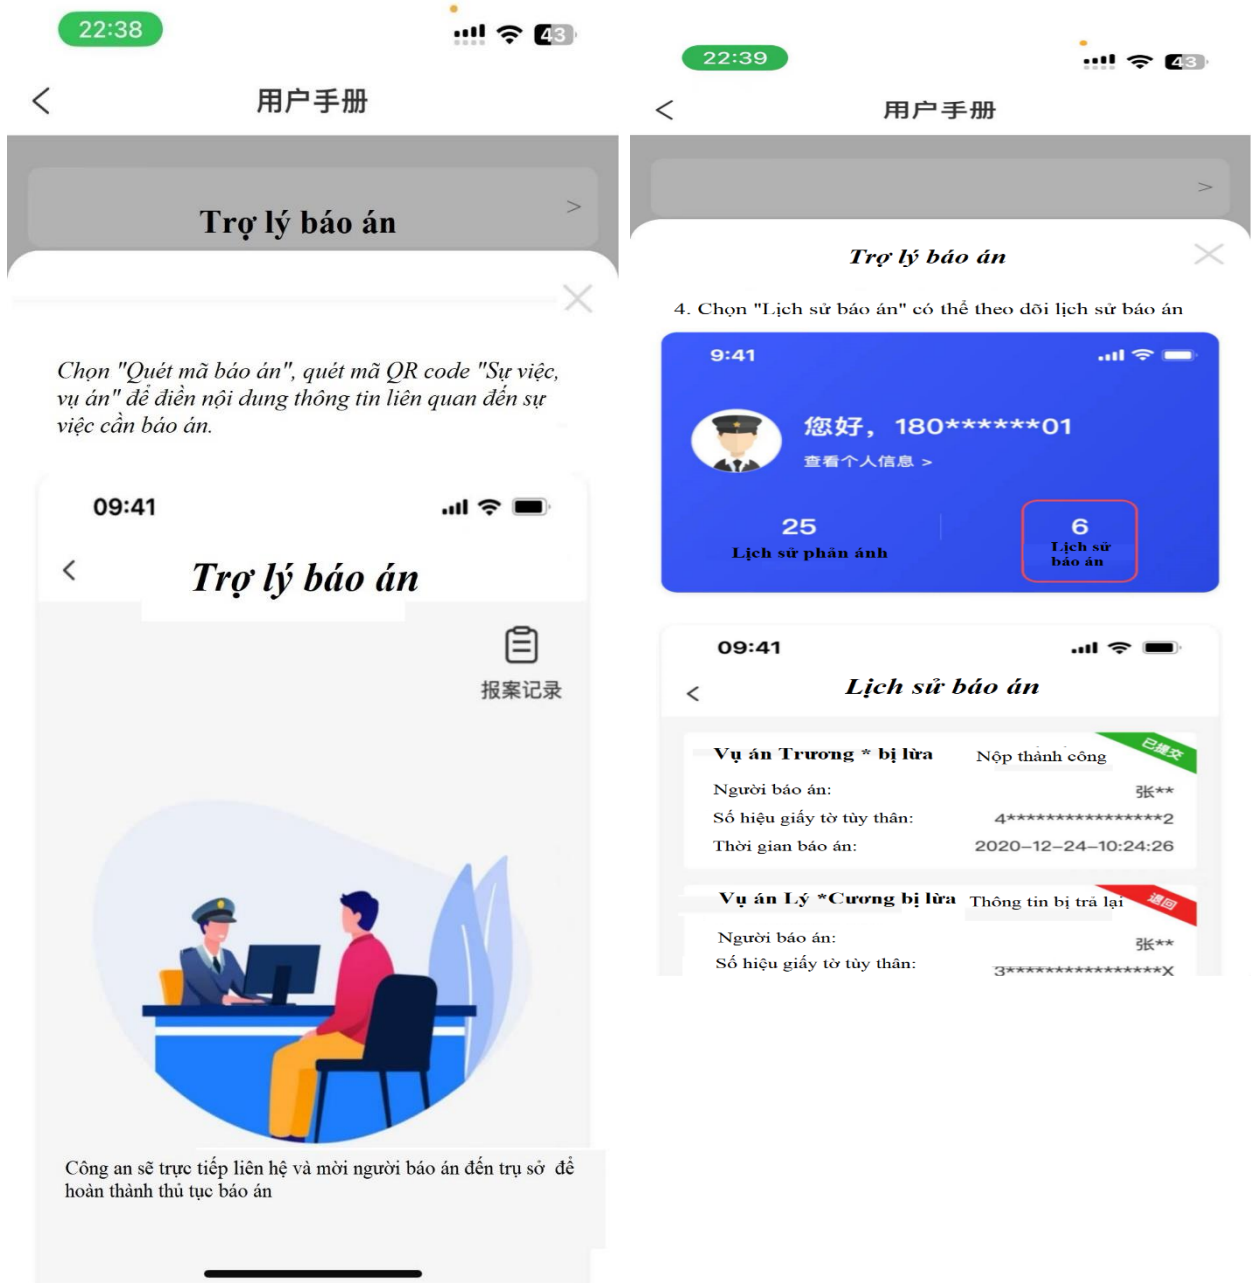 22:38
43
用户手册
Trợ lý báo án
>
Chọn "Quét mã báo án", quét mã QR code "Sự việc,
vụ án" để điền nội dung thông tin liên quan đến sự
việc cần báo án.
09:41
Trợ lý báo án
报案记录
Công an sẽ trực tiếp liên hệ và mời người báo án đến trụ sở để
hoàn thành thủ tục báo án
22:39
43
用户手册
>
Trợ lý báo án
4. Chọn "Lịch sử báo án" có thể theo dõi lịch sử báo án
9:41
您好，180******01
查看个人信息 >
25
Lịch sử phản ánh
6
Lịch sử
báo án
09:41
Lịch sử báo án
Vụ án Trương * bị lừa Nộp thành công 已提交
Người báo án: 张**
Số hiệu giấy tờ tùy thân: 4****************2
Thời gian báo án: 2020-12-24-10:24:26
Vụ án Lý *Cương bị lừa Thông tin bị trả lại 退回
Người báo án: 张**
Số hiệu giấy tờ tùy thân: 3****************X